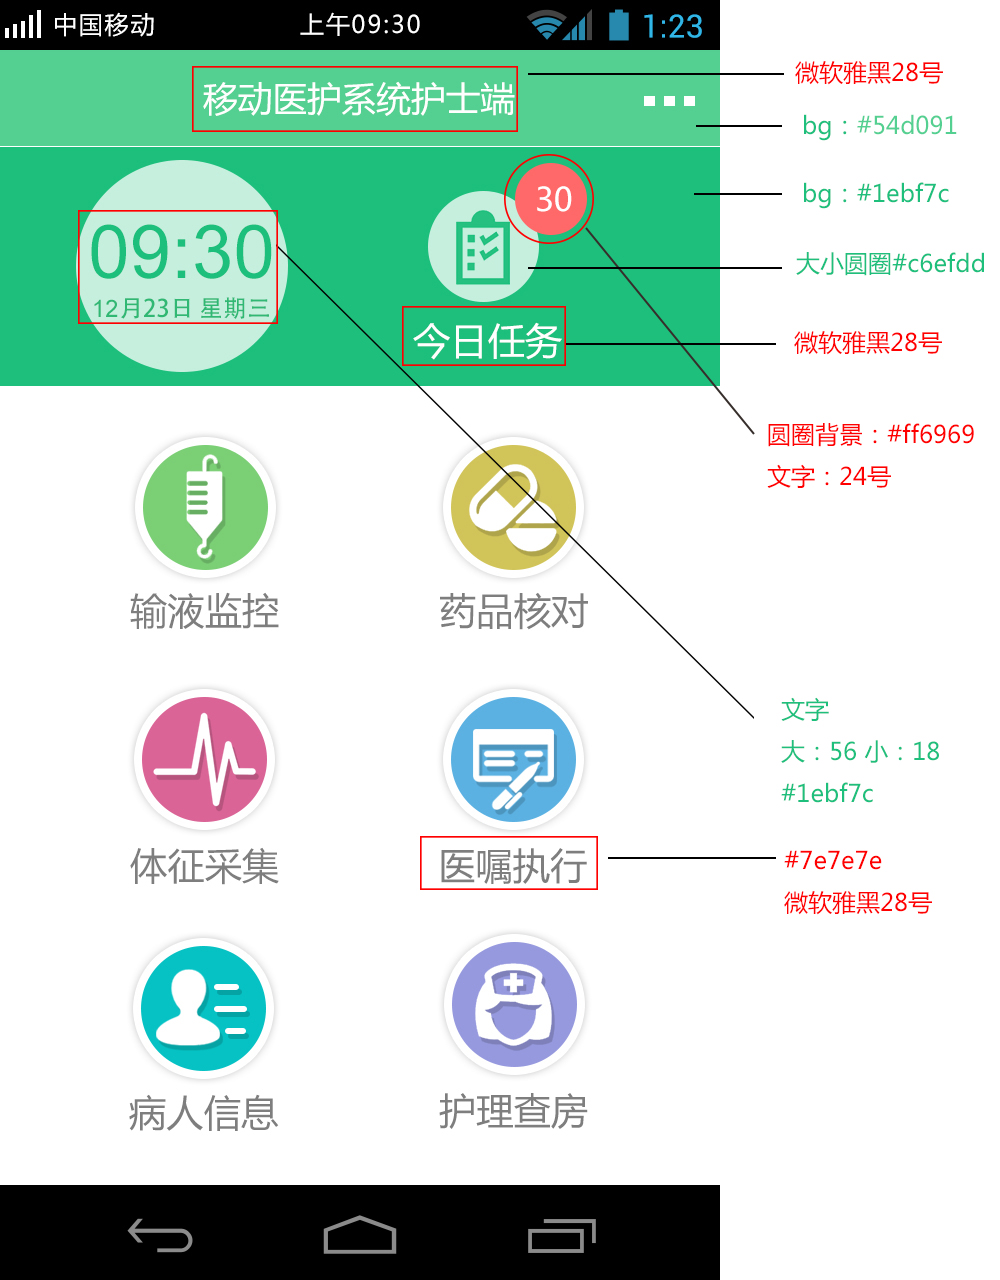 中国移动 上午09:30 1:23
移动医护系统护士端
微软雅黑28号
bg：#54d091
30
bg：#1ebf7c
09:30
大小圆圈#c6efdd
12月23日 星期三
今日任务
微软雅黑28号
圆圈背景：#ff6969
文字：24号
输液监控 药品核对
文字
大：56 小：18
#1ebf7c
体征采集 医嘱执行
#7e7e7e
微软雅黑28号
病人信息 护理查房